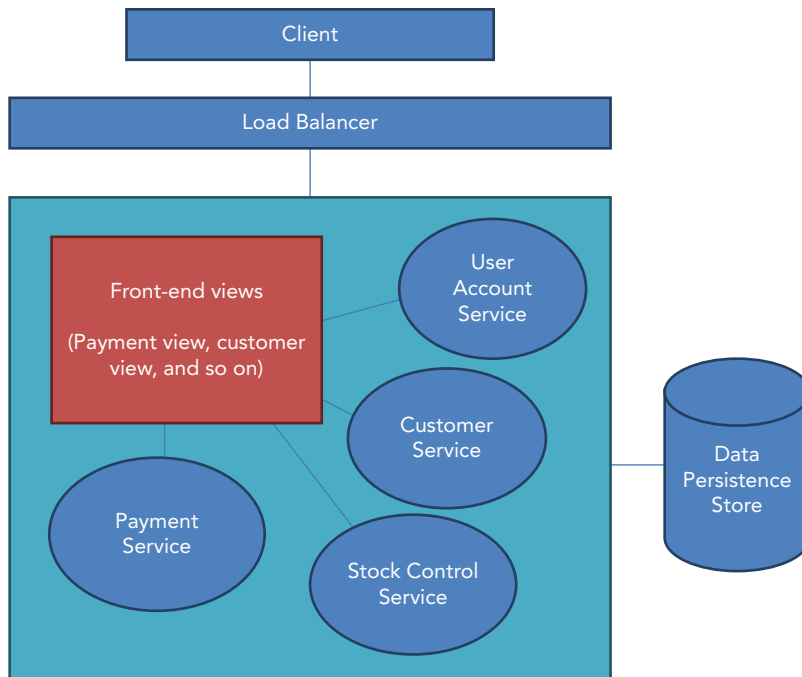 Client
Load Balancer
Front-end views
(Payment view, customer
view, and so on)
User
Account
Service
Customer
Service
Payment
Service
Stock Control
Service
Data
Persistence
Store